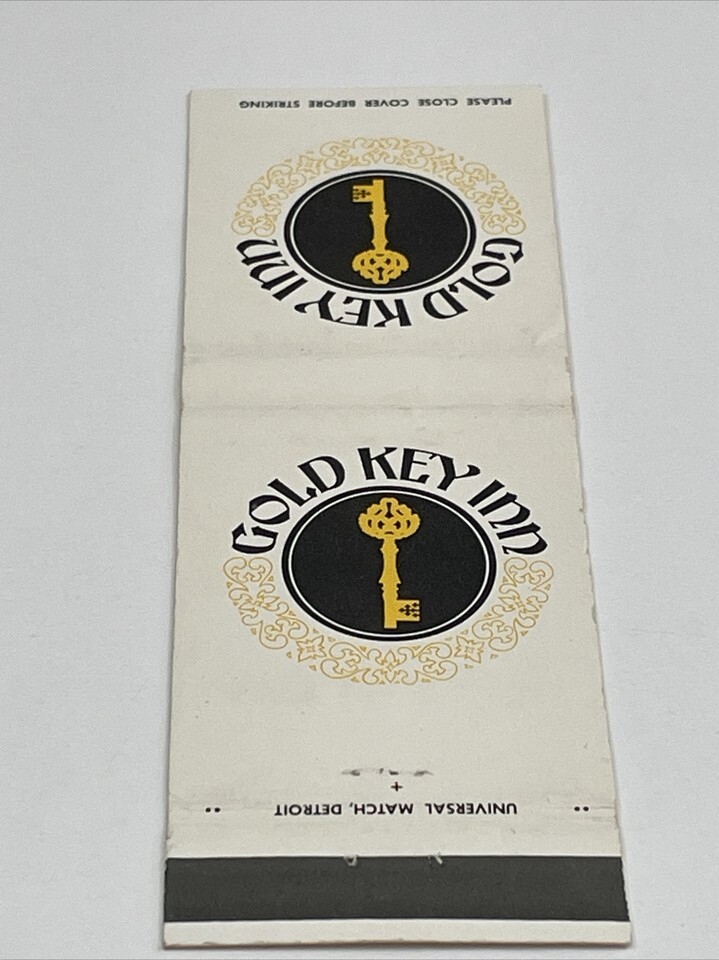 PLEASE CLOSE COVER BEFORE STRIKING
GOLD KEY INN
GOLD KEY INN
UNIVERSAL MATCH, DETROIT